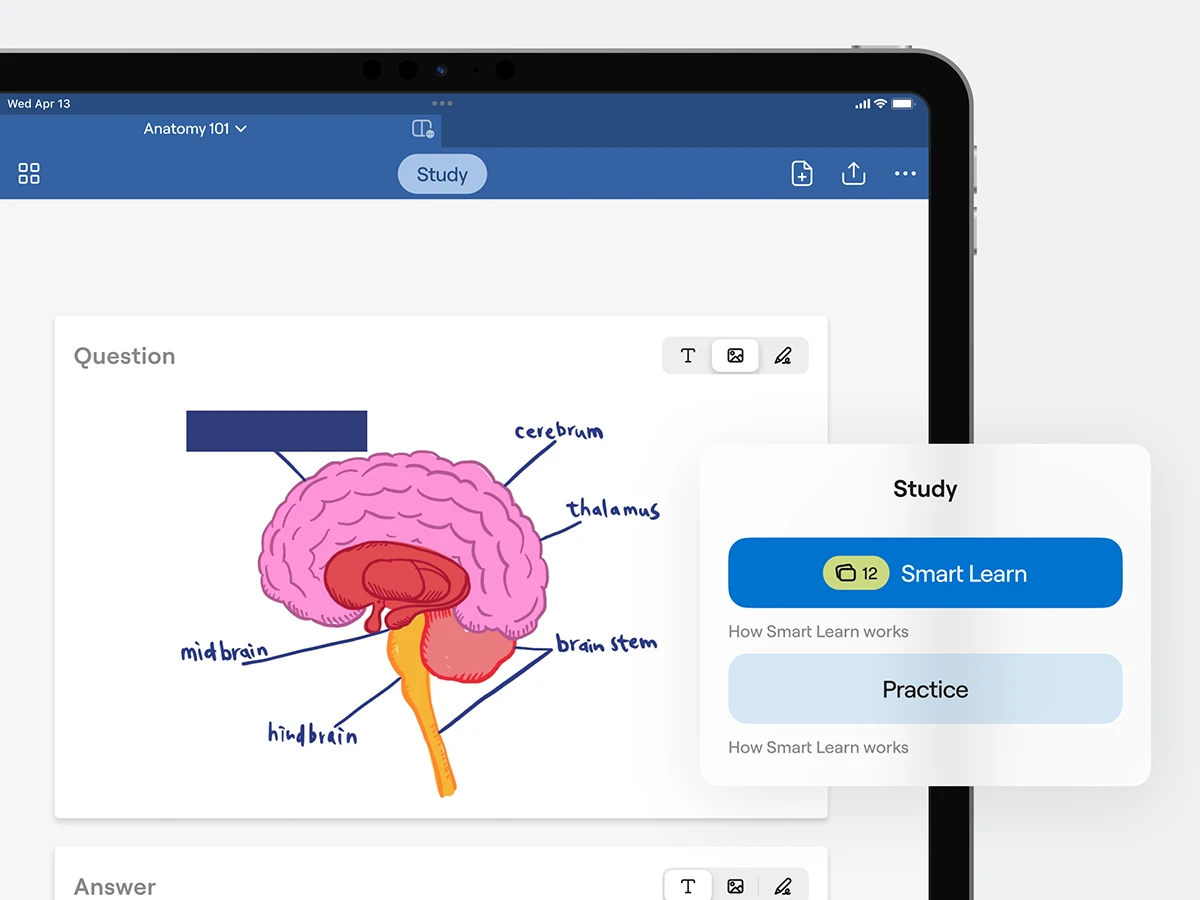 Wed Apr 13
Anatomy 101
Study
Question
T
cerebrum
thalamus
midbrain
brain stem
hindbrain
Study
12 Smart Learn
How Smart Learn works
Practice
How Smart Learn works
Answer
T